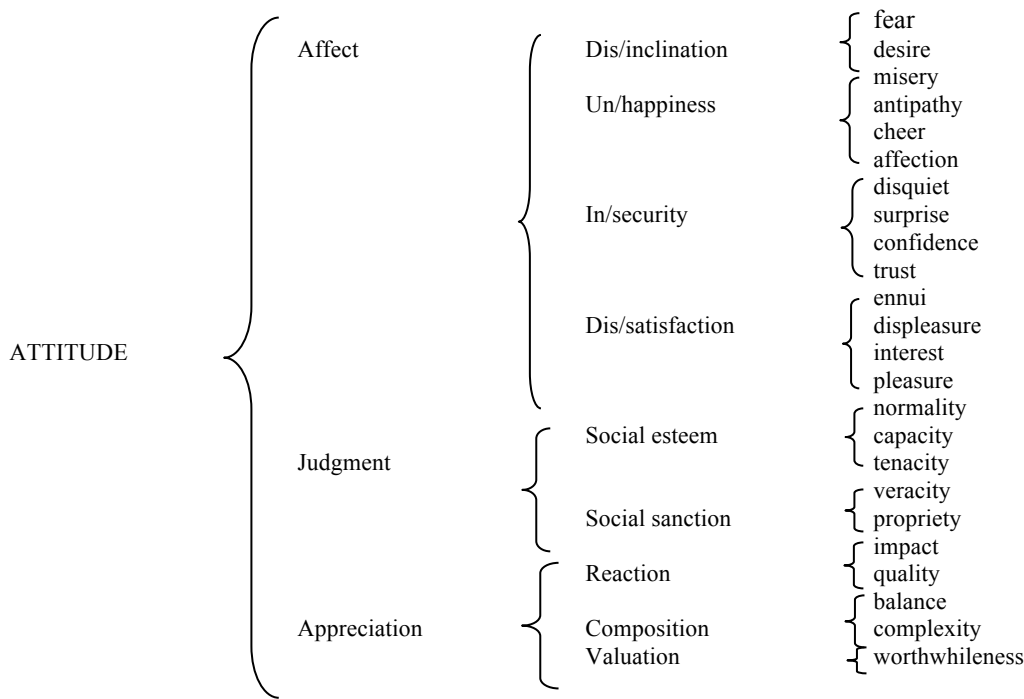 fear
Affect Dis/inclination desire
misery
Un/happiness antipathy
cheer
affection
disquiet
In/security surprise
confidence
trust
ennui
Dis/satisfaction displeasure
ATTITUDE interest
pleasure
normality
Social esteem capacity
Judgment tenacity
veracity
Social sanction propriety
impact
Reaction quality
balance
Appreciation Composition complexity
Valuation worthwhileness